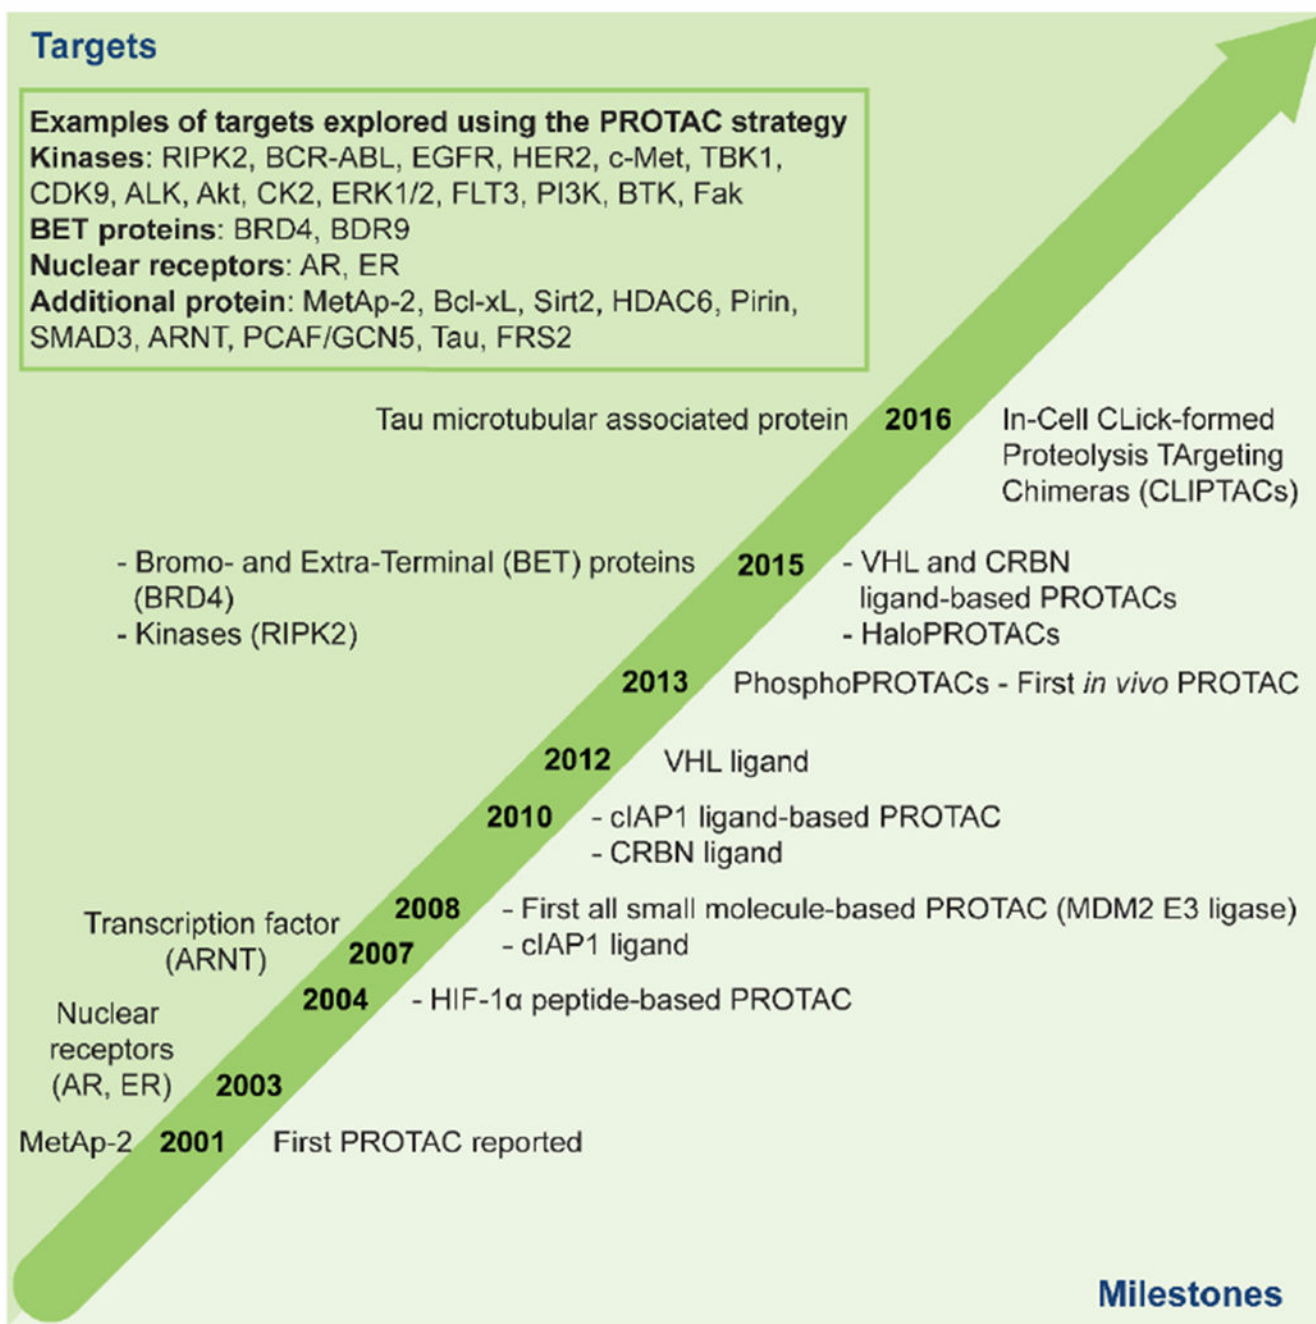 Targets
Examples of targets explored using the PROTAC strategy
Kinases: RIPK2, BCR-ABL, EGFR, HER2, c-Met, TBK1,
CDK9, ALK, Akt, CK2, ERK1/2, FLT3, PI3K, BTK, Fak
BET proteins: BRD4, BDR9
Nuclear receptors: AR, ER
Additional protein: MetAp-2, Bcl-xL, Sirt2, HDAC6, Pirin,
SMAD3, ARNT, PCAF/GCN5, Tau, FRS2
Tau microtubular associated protein 2016 In-Cell CLick-formed
Proteolysis TArgeting
Chimeras (CLIPTACs)
- Bromo- and Extra-Terminal (BET) proteins
(BRD4)
- Kinases (RIPK2)
2015
- VHL and CRBN
ligand-based PROTACs
- HaloPROTACs
2013 PhosphoPROTACs - First in vivo PROTAC
2012 VHL ligand
2010 - cIAP1 ligand-based PROTAC
- CRBN ligand
2008 - First all small molecule-based PROTAC (MDM2 E3 ligase)
- cIAP1 ligand
Transcription factor
(ARNT)
2007
2004 - HIF-1α peptide-based PROTAC
Nuclear
receptors
(AR, ER)
2003
MetAp-2 2001 First PROTAC reported
Milestones